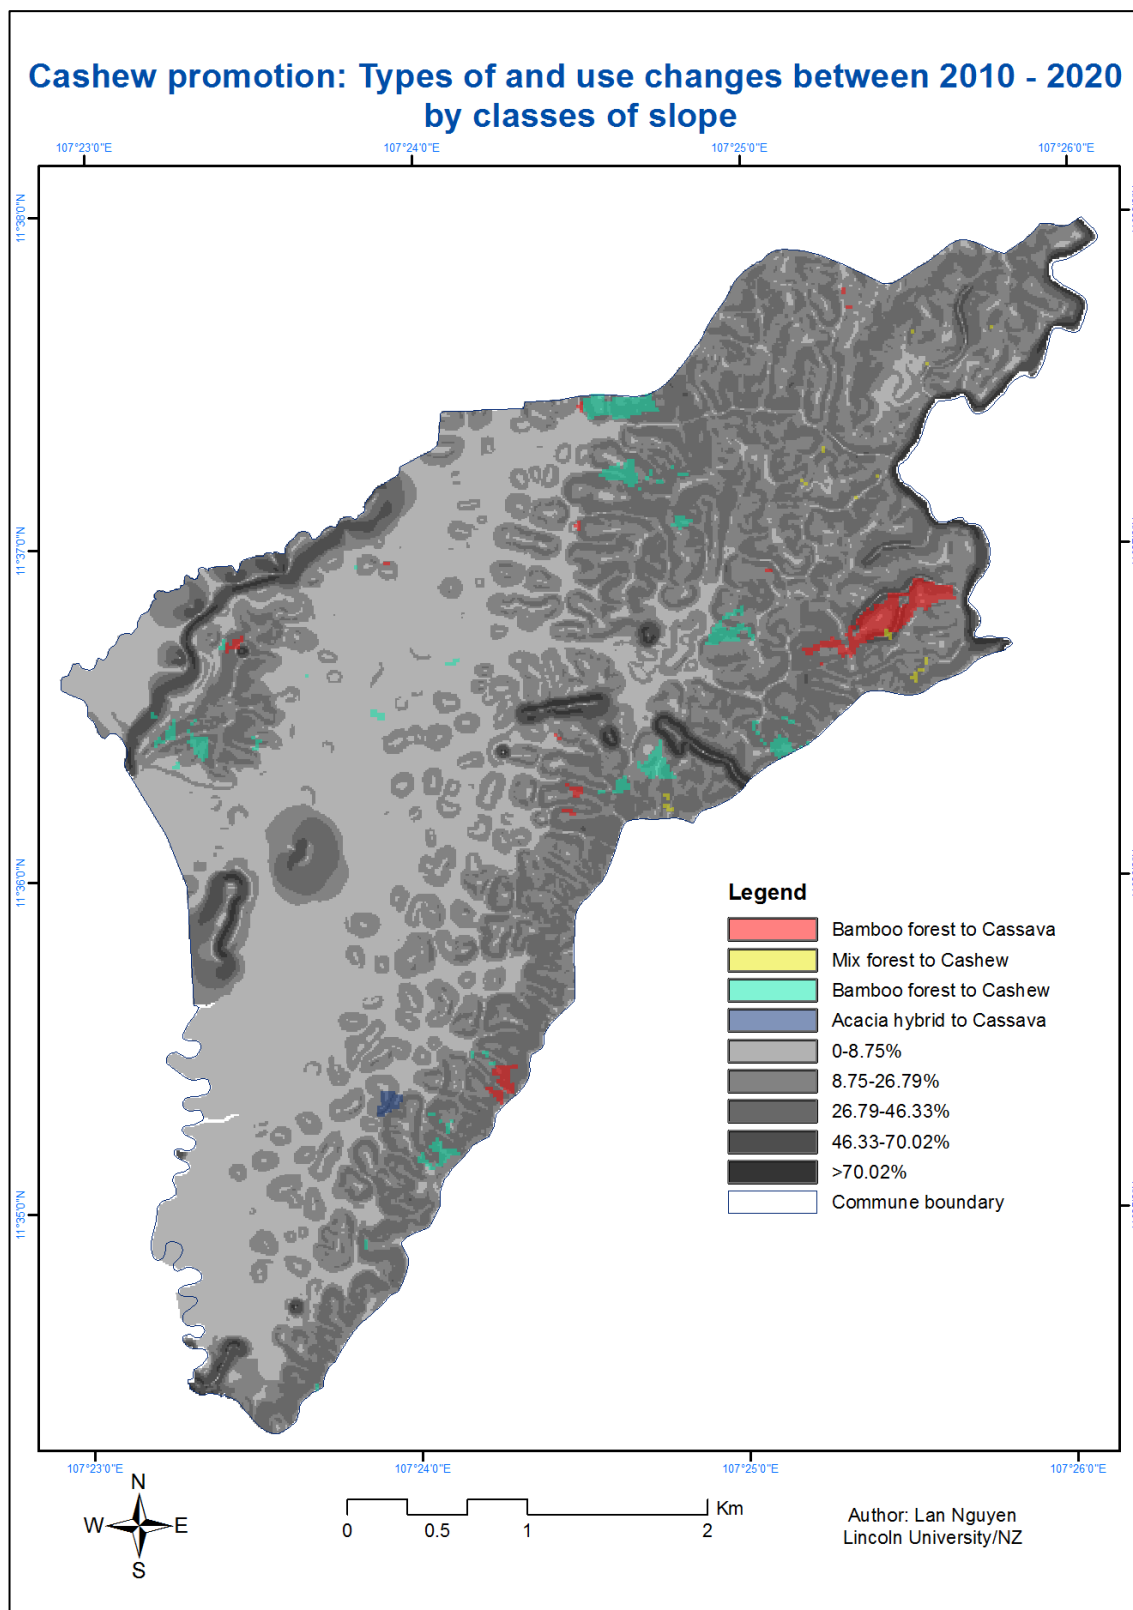 Cashew promotion: Types of and use changes between 2010 - 2020
by classes of slope
107°23'0"E
107°24'0"E
107°25'0"E
107°26'0"E
11°38'0"N
11°37'0"N
11°36'0"N
11°35'0"N
Legend
Bamboo forest to Cassava
Mix forest to Cashew
Bamboo forest to Cashew
Acacia hybrid to Cassava
0-8.75%
8.75-26.79%
26.79-46.33%
46.33-70.02%
>70.02%
Commune boundary
107°23'0"E
107°24'0"E
107°25'0"E
107°26'0"E
N
W E
S
Km
0 0.5 1 2
Author: Lan Nguyen
Lincoln University/NZ